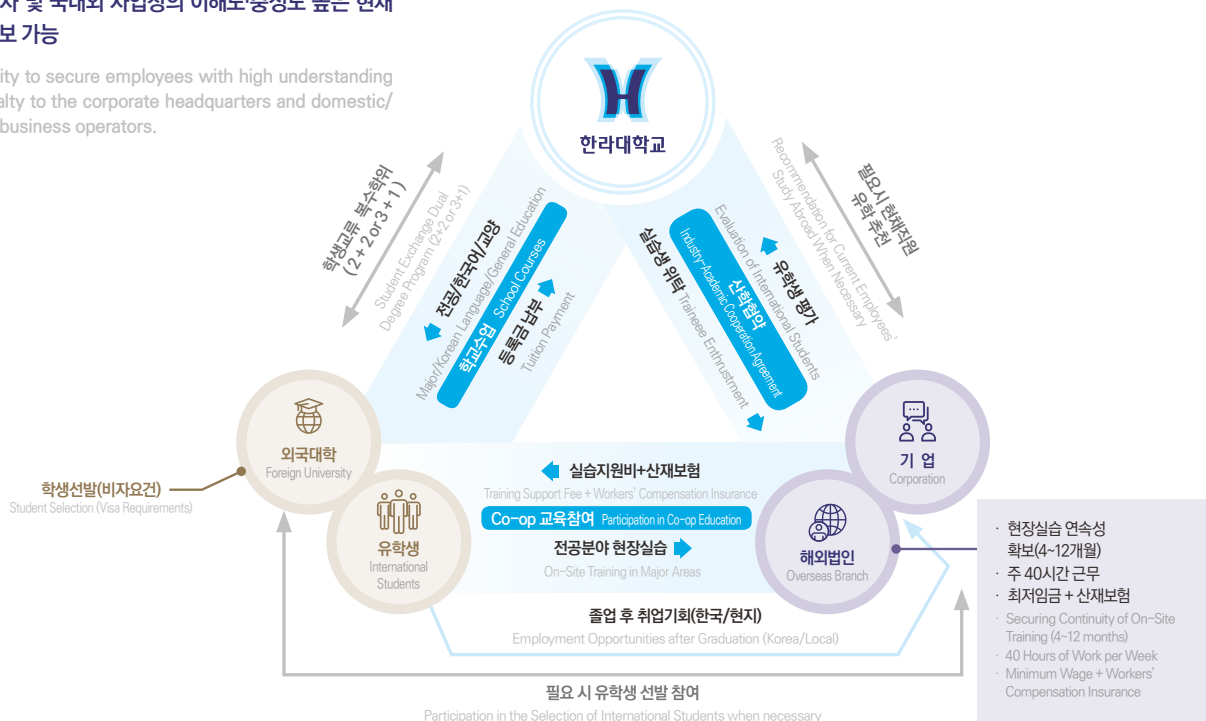 사 및 국내외 사업장의 이해도·충성도 높은 현재
보 가능
ity to secure employees with high understanding
alty to the corporate headquarters and domestic/
business operators.
한라대학교
학생교류 복수학위
(2+2 or 3+1)
Student Exchange Dual
Degree Program (2+2 or 3+1)
전공/한국어/교양
Major/Korean Language/General Education
학교수업 School Courses
등록금 납부
Tuition Payment
실습생 위탁 Traineee Enthrustment
산학협약
Industry-Academic Cooperation Agreement
유학생 평가
Evaluation of International Students
필요시 현재직원
유학 추천
Recommendation for Current Employees'
Study Abroad When Necessary
외국대학
Foreign University
학생선발(비자요건)
Student Selection (Visa Requirements)
유학생
International
Students
기 업
Corporation
해외법인
Overseas Branch
실습지원비+산재보험
Training Support Fee + Workers' Compensation Insurance
Co-op 교육참여 Participation in Co-op Education
전공분야 현장실습
On-Site Training in Major Areas
졸업 후 취업기회(한국/현지)
Employment Opportunities after Graduation (Korea/Local)
필요 시 유학생 선발 참여
Participation in the Selection of International Students when necessary
· 현장실습 연속성
확보(4~12개월)
· 주 40시간 근무
· 최저임금 + 산재보험
· Securing Continuity of On-Site
Training (4~12 months)
· 40 Hours of Work per Week
· Minimum Wage + Workers'
Compensation Insurance